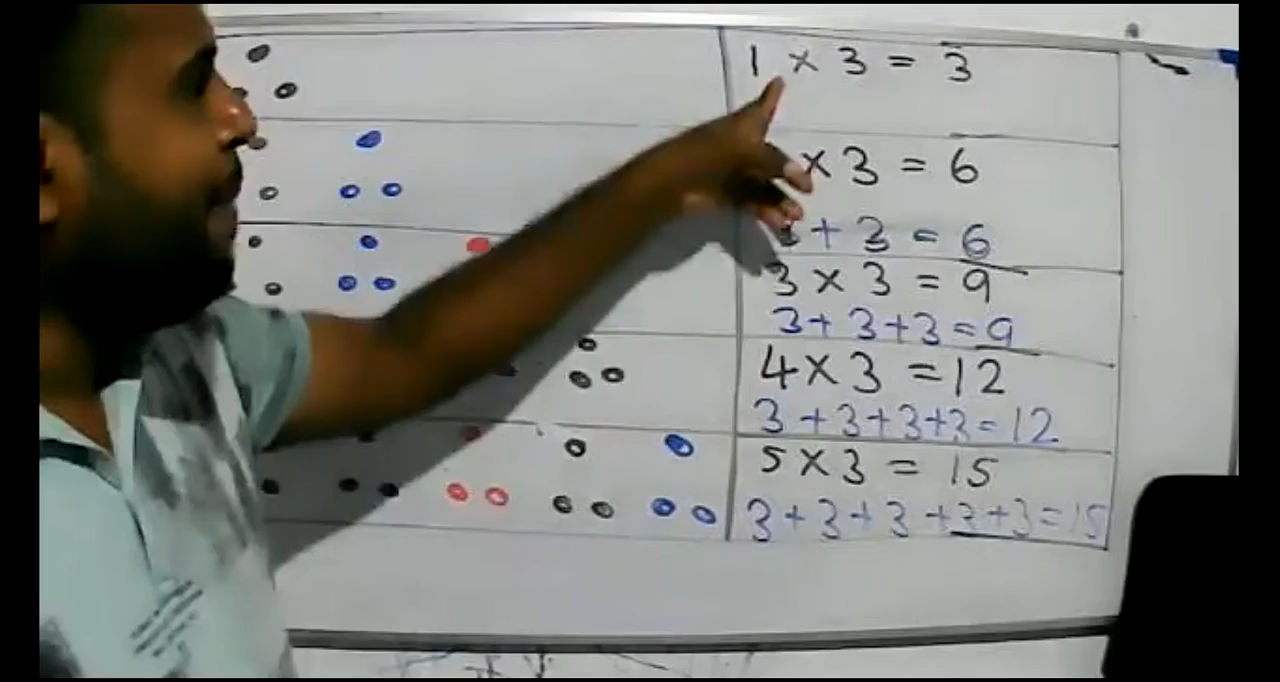 1 × 3 = 3
× 3 = 6
3 + 3 = 6
3 × 3 = 9
3 + 3 + 3 = 9
4 × 3 = 12
3 + 3 + 3 + 3 = 12
5 × 3 = 15
3 + 3 + 3 + 3 + 3 = 15